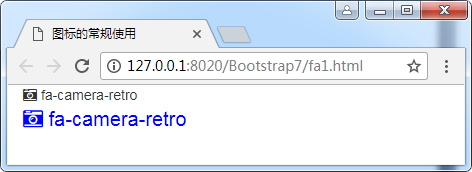 图标的常规使用
127.0.0.1:8020/Bootstrap7/fa1.html
fa-camera-retro
fa-camera-retro